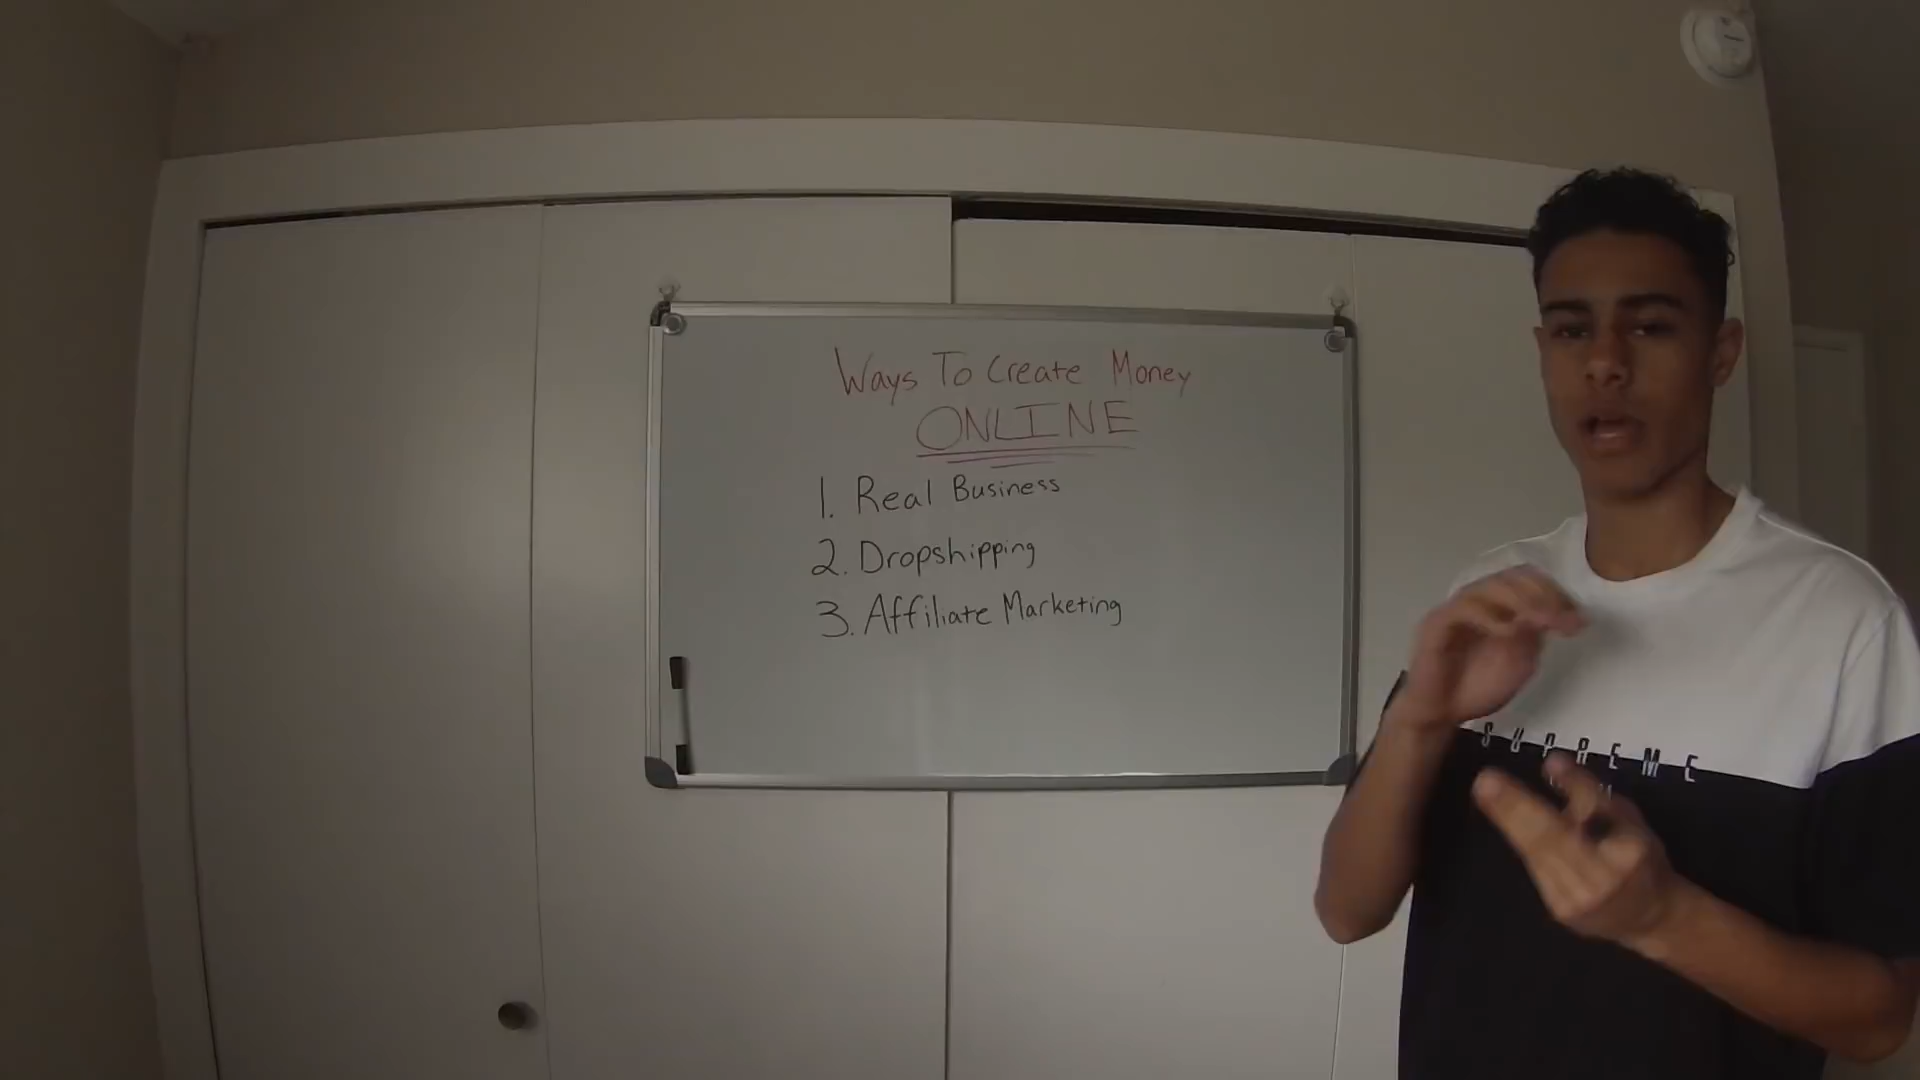 Ways To Create Money
ONLINE
1. Real Business
2. Dropshipping
3. Affiliate Marketing
SUPREME